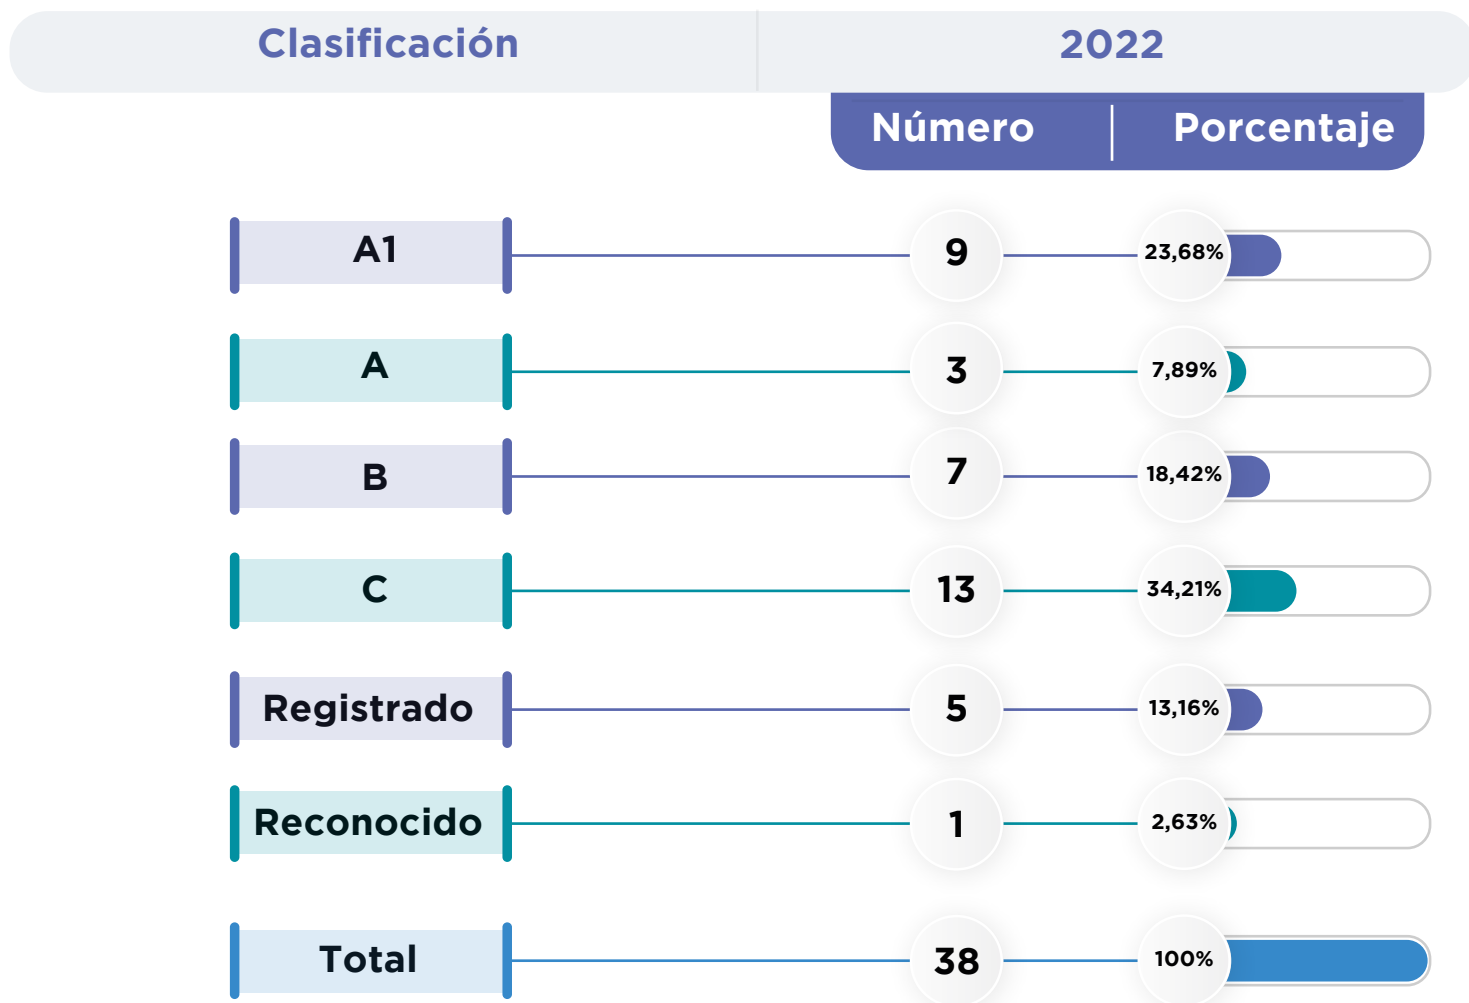 Clasificación 2022
Número Porcentaje
A1 9 23,68%
A 3 7,89%
B 7 18,42%
C 13 34,21%
Registrado 5 13,16%
Reconocido 1 2,63%
Total 38 100%